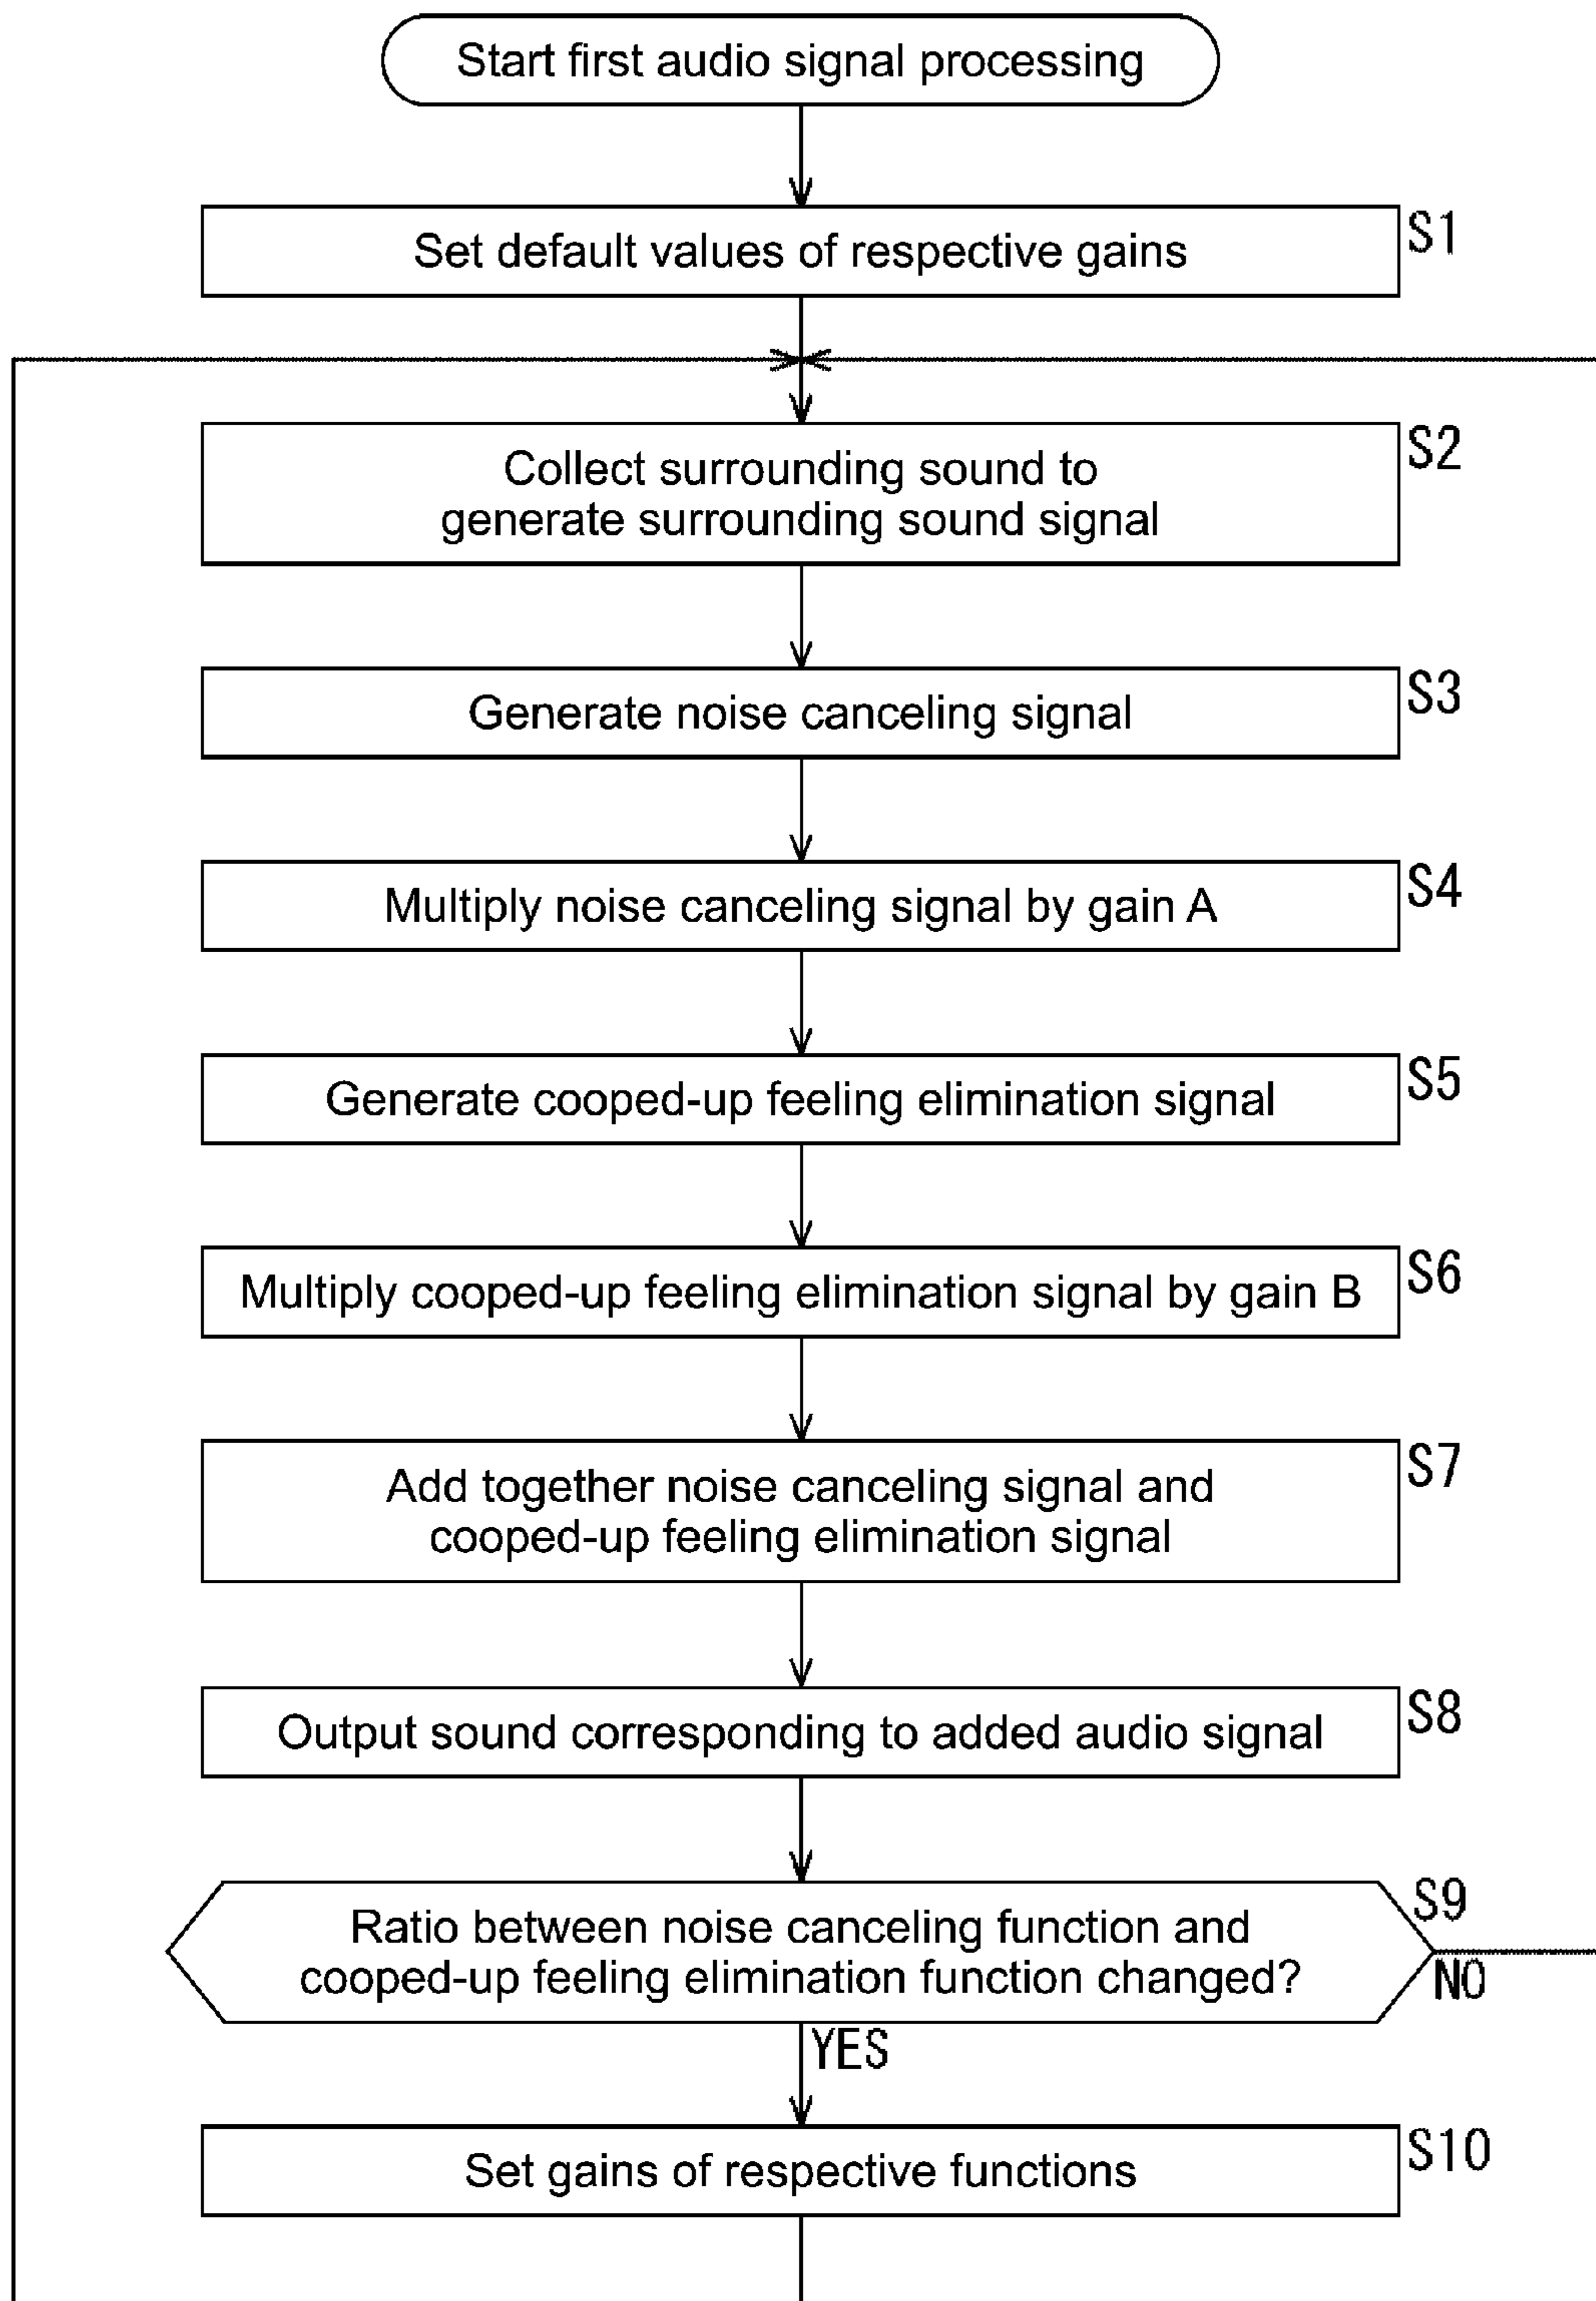 Start first audio signal processing
Set default values of respective gains
S1
Collect surrounding sound to
generate surrounding sound signal
S2
Generate noise canceling signal
S3
Multiply noise canceling signal by gain A
S4
Generate cooped-up feeling elimination signal
S5
Multiply cooped-up feeling elimination signal by gain B
S6
Add together noise canceling signal and
cooped-up feeling elimination signal
S7
Output sound corresponding to added audio signal
S8
Ratio between noise canceling function and
cooped-up feeling elimination function changed?
S9
NO
YES
Set gains of respective functions
S10